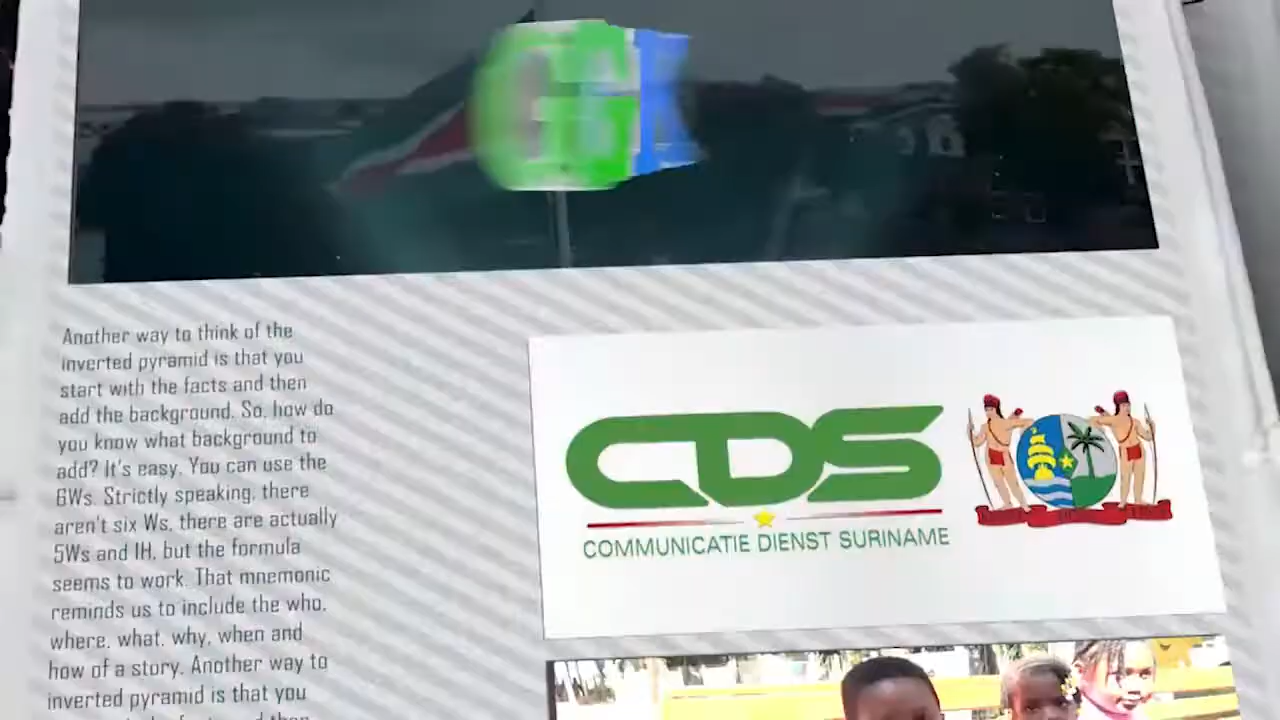 Another way to think of the
inverted pyramid is that you
start with the facts and then
add the background. So, how do
you know what background to
add? It's easy. You can use the
6Ws. Strictly speaking, there
aren't six Ws, there are actually
5Ws and 1H, but the formula
seems to work. That mnemonic
reminds us to include the who,
where, what, why, when and
how of a story. Another way to
inverted pyramid is that you
CDS
COMMUNICATIE DIENST SURINAME